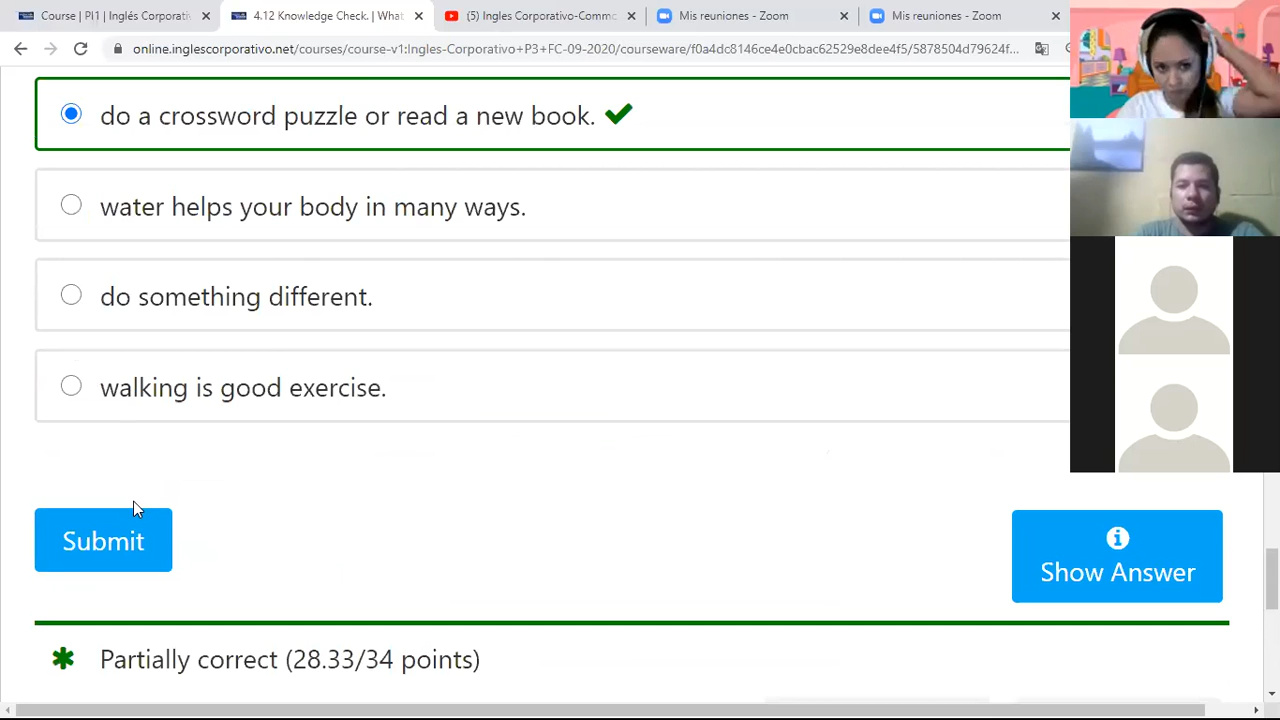 Course | PI1 | Inglés Corporati
4.12 Knowledge Check. | What
(1) Ingles Corporativo-Commo
Mis reuniones - Zoom
Mis reuniones - Zoom
online.inglescorporativo.net/courses/course-v1:Ingles-Corporativo+P3+FC-09-2020/courseware/f0a4dc8146ce4e0cbac62529e8dee4f5/5878504d79624f...
do a crossword puzzle or read a new book.
water helps your body in many ways.
do something different.
walking is good exercise.
Submit
Show Answer
Partially correct (28.33/34 points)